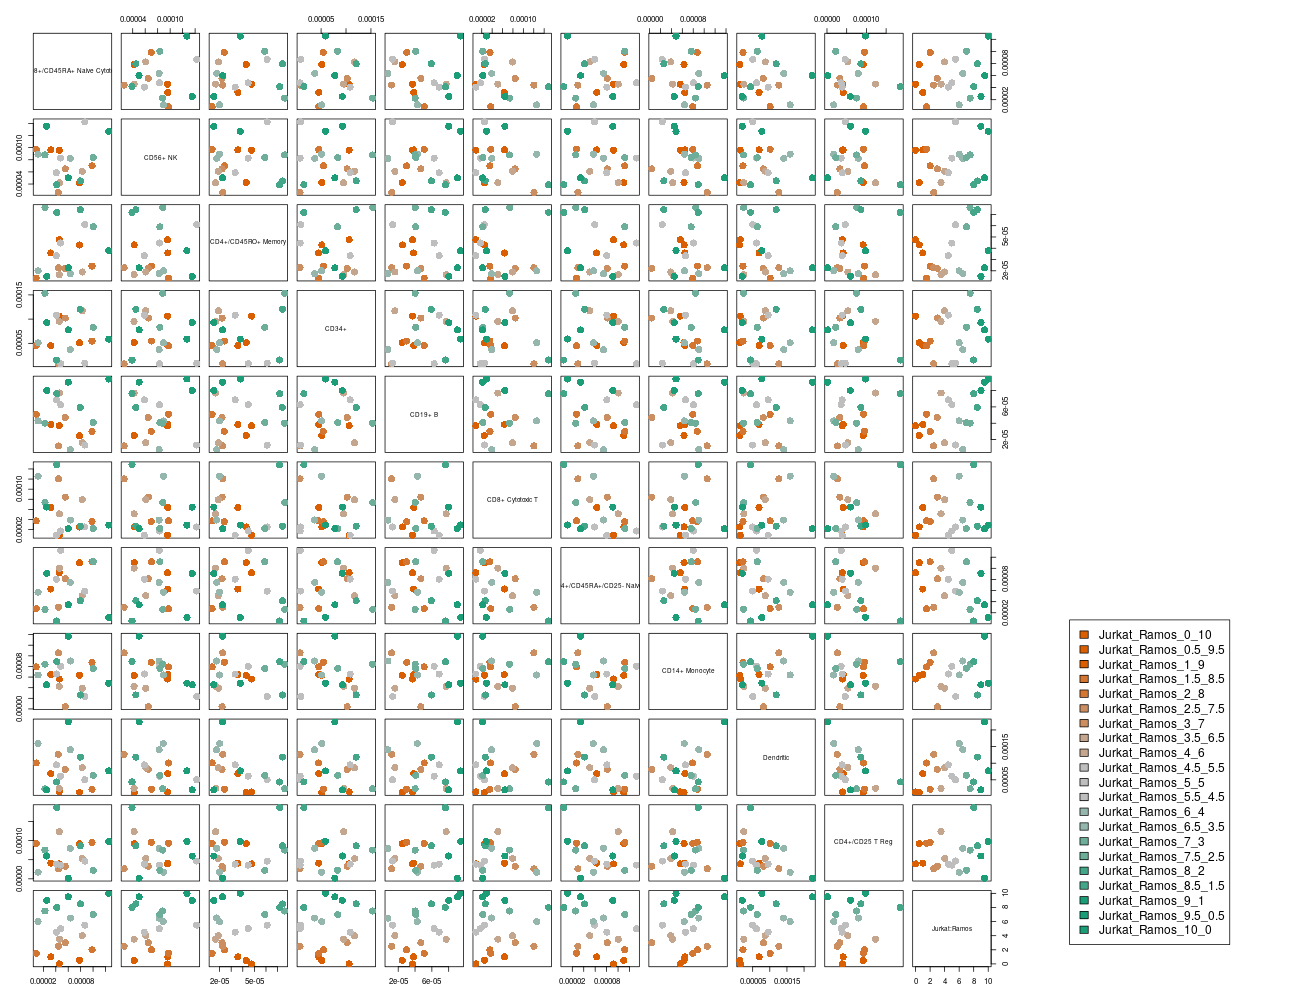 0.00004 0.00010 0.00005 0.00015 0.00002 0.00010 0.00000 0.00008 0.00000 0.00010
8+/CD45RA+ Naive Cytot
0.00002 0.00008
CD56+ NK
0.00004 0.00010
CD4+/CD45RO+ Memory
2e-05 5e-05
CD34+
0.00005 0.00015
CD19+ B
2e-05 6e-05
CD8+ Cytotoxic T
0.00002 0.00010
4+/CD45RA+/CD25- Naiv
0.00002 0.00008
CD14+ Monocyte
0.00000 0.00008
Dendritic
0.00005 0.00015
CD4+/CD25 T Reg
0.00000 0.00010
Jurkat:Ramos
0 2 4 6 8 10
0.00002 0.00008 2e-05 5e-05 2e-05 6e-05 0.00002 0.00008 0.00005 0.00015 0 2 4 6 8 10
Jurkat_Ramos_0_10
Jurkat_Ramos_0.5_9.5
Jurkat_Ramos_1_9
Jurkat_Ramos_1.5_8.5
Jurkat_Ramos_2_8
Jurkat_Ramos_2.5_7.5
Jurkat_Ramos_3_7
Jurkat_Ramos_3.5_6.5
Jurkat_Ramos_4_6
Jurkat_Ramos_4.5_5.5
Jurkat_Ramos_5_5
Jurkat_Ramos_5.5_4.5
Jurkat_Ramos_6_4
Jurkat_Ramos_6.5_3.5
Jurkat_Ramos_7_3
Jurkat_Ramos_7.5_2.5
Jurkat_Ramos_8_2
Jurkat_Ramos_8.5_1.5
Jurkat_Ramos_9_1
Jurkat_Ramos_9.5_0.5
Jurkat_Ramos_10_0